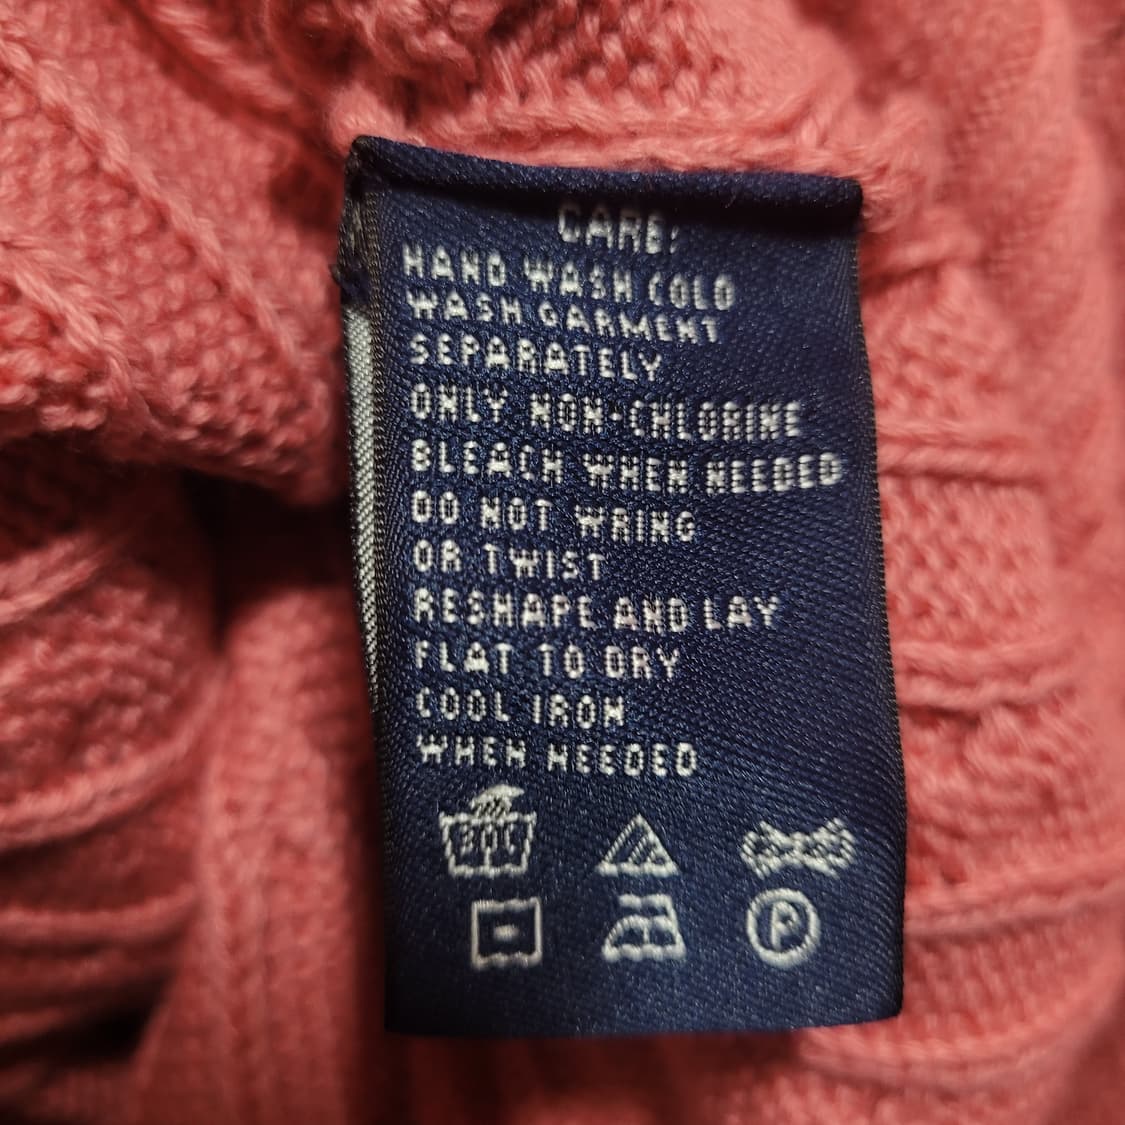 CARE:
HAND WASH COLD
WASH GARMENT
SEPARATELY
ONLY NON-CHLORINE
BLEACH WHEN NEEDED
DO NOT WRING
OR TWIST
RESHAPE AND LAY
FLAT TO DRY
COOL IRON
WHEN NEEDED
P